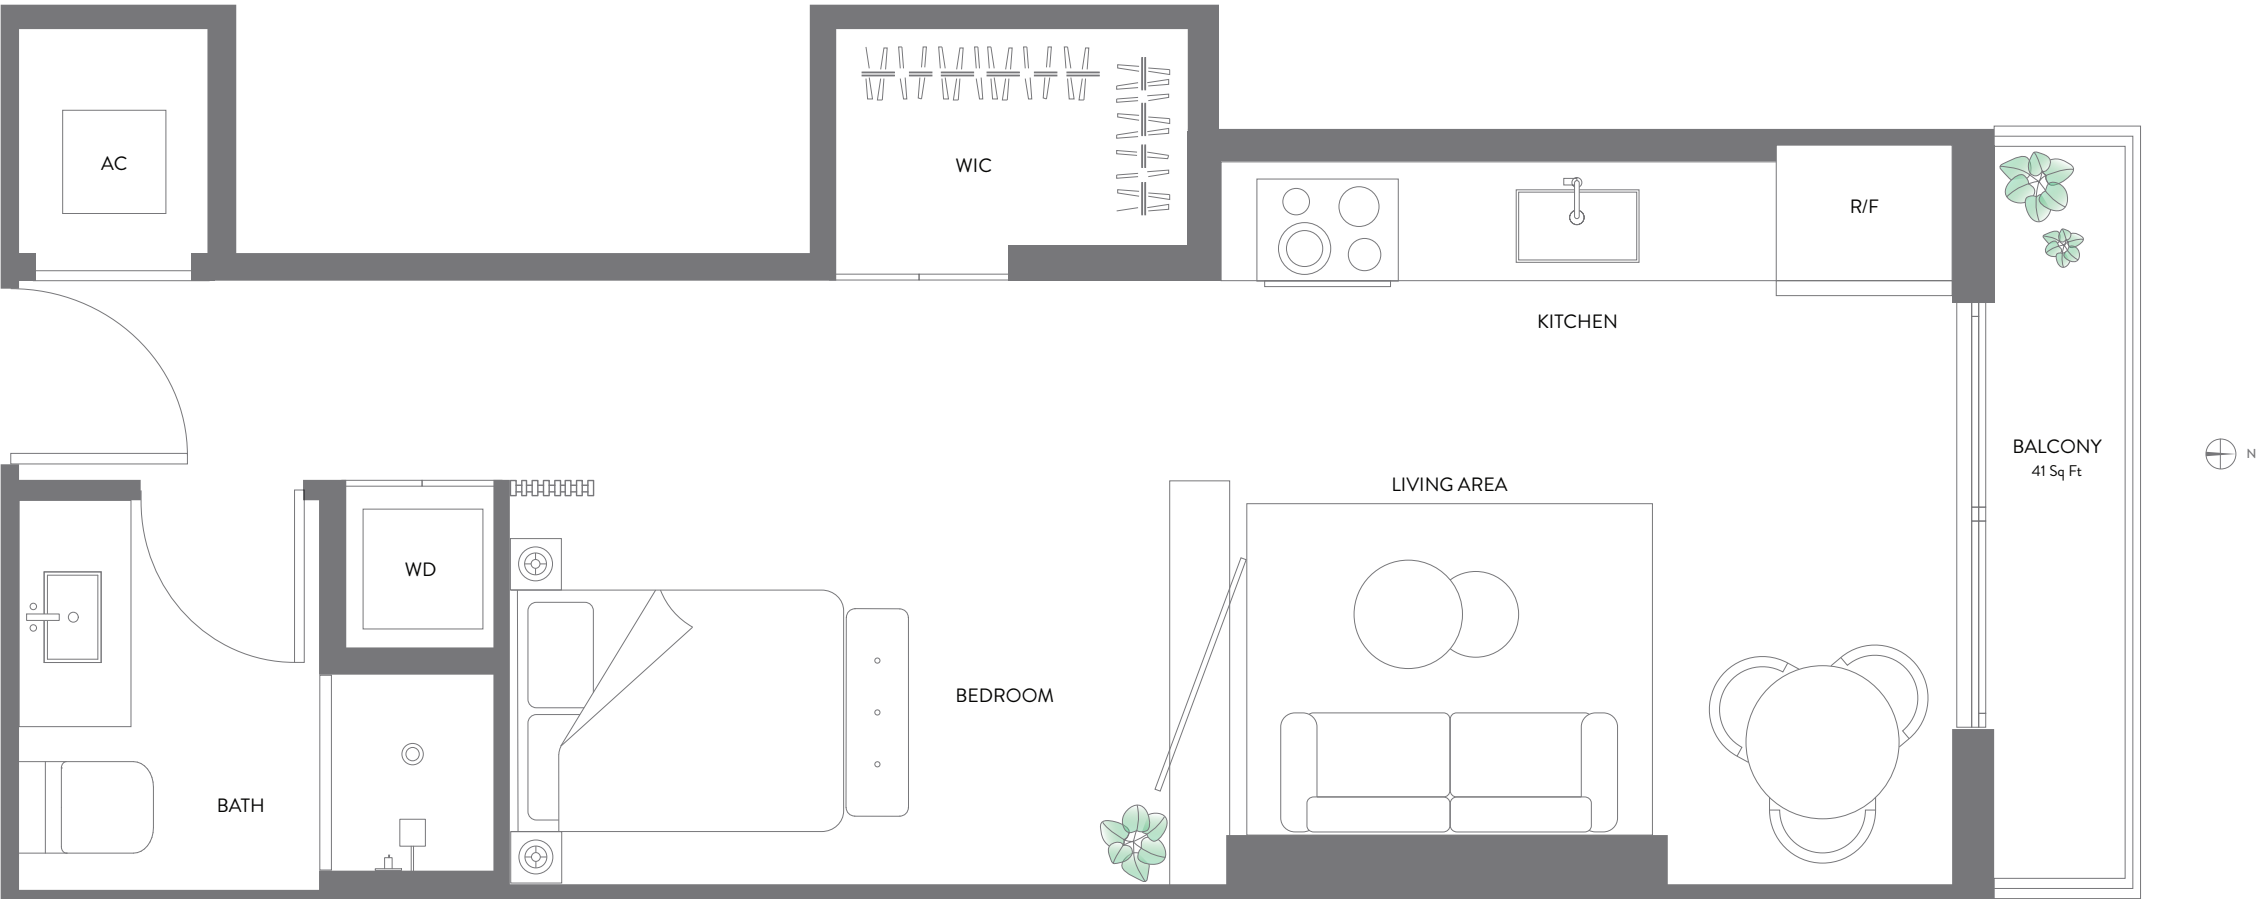 AC
WIC
R/F
KITCHEN
BALCONY
41 Sq Ft
N
LIVING AREA
WD
BEDROOM
BATH